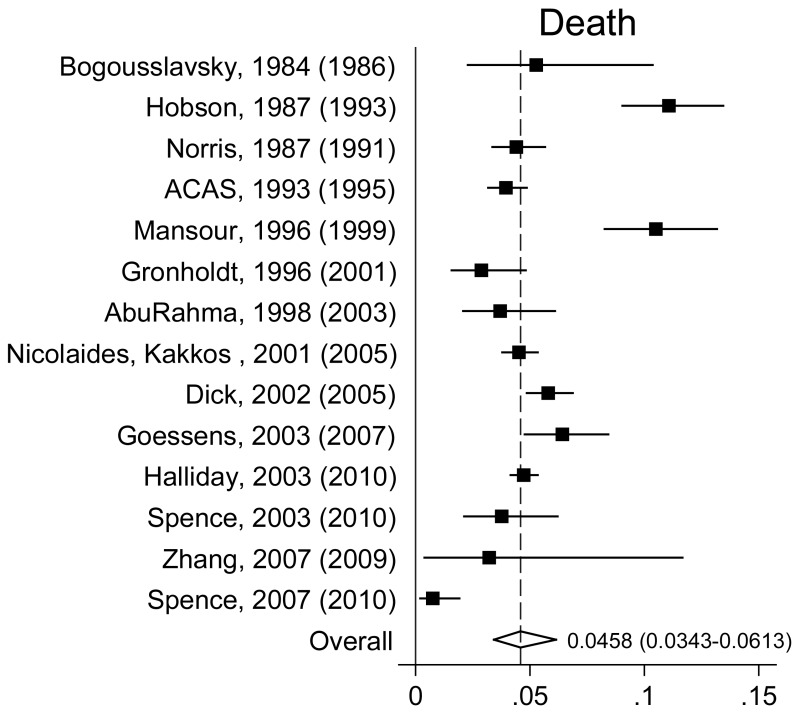 Death
Bogousslavsky, 1984 (1986)
Hobson, 1987 (1993)
Norris, 1987 (1991)
ACAS, 1993 (1995)
Mansour, 1996 (1999)
Gronholdt, 1996 (2001)
AbuRahma, 1998 (2003)
Nicolaides, Kakkos , 2001 (2005)
Dick, 2002 (2005)
Goessens, 2003 (2007)
Halliday, 2003 (2010)
Spence, 2003 (2010)
Zhang, 2007 (2009)
Spence, 2007 (2010)
Overall 0.0458 (0.0343-0.0613)
0 .05 .1 .15